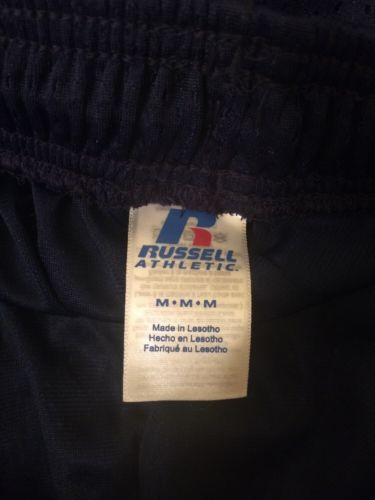 R
RUSSELL
ATHLETIC
M•M•M
Made in Lesotho
Hecho en Lesotho
Fabriqué au Lesotho